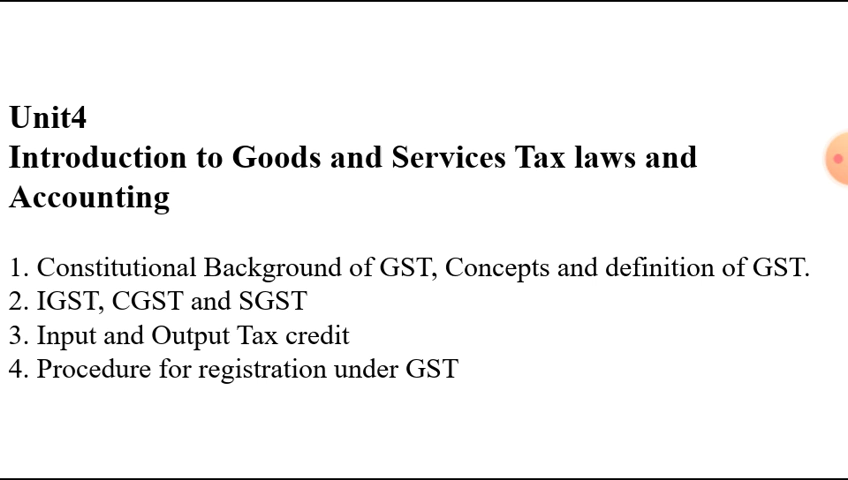 Unit4
Introduction to Goods and Services Tax laws and
Accounting
1. Constitutional Background of GST, Concepts and definition of GST.
2. IGST, CGST and SGST
3. Input and Output Tax credit
4. Procedure for registration under GST